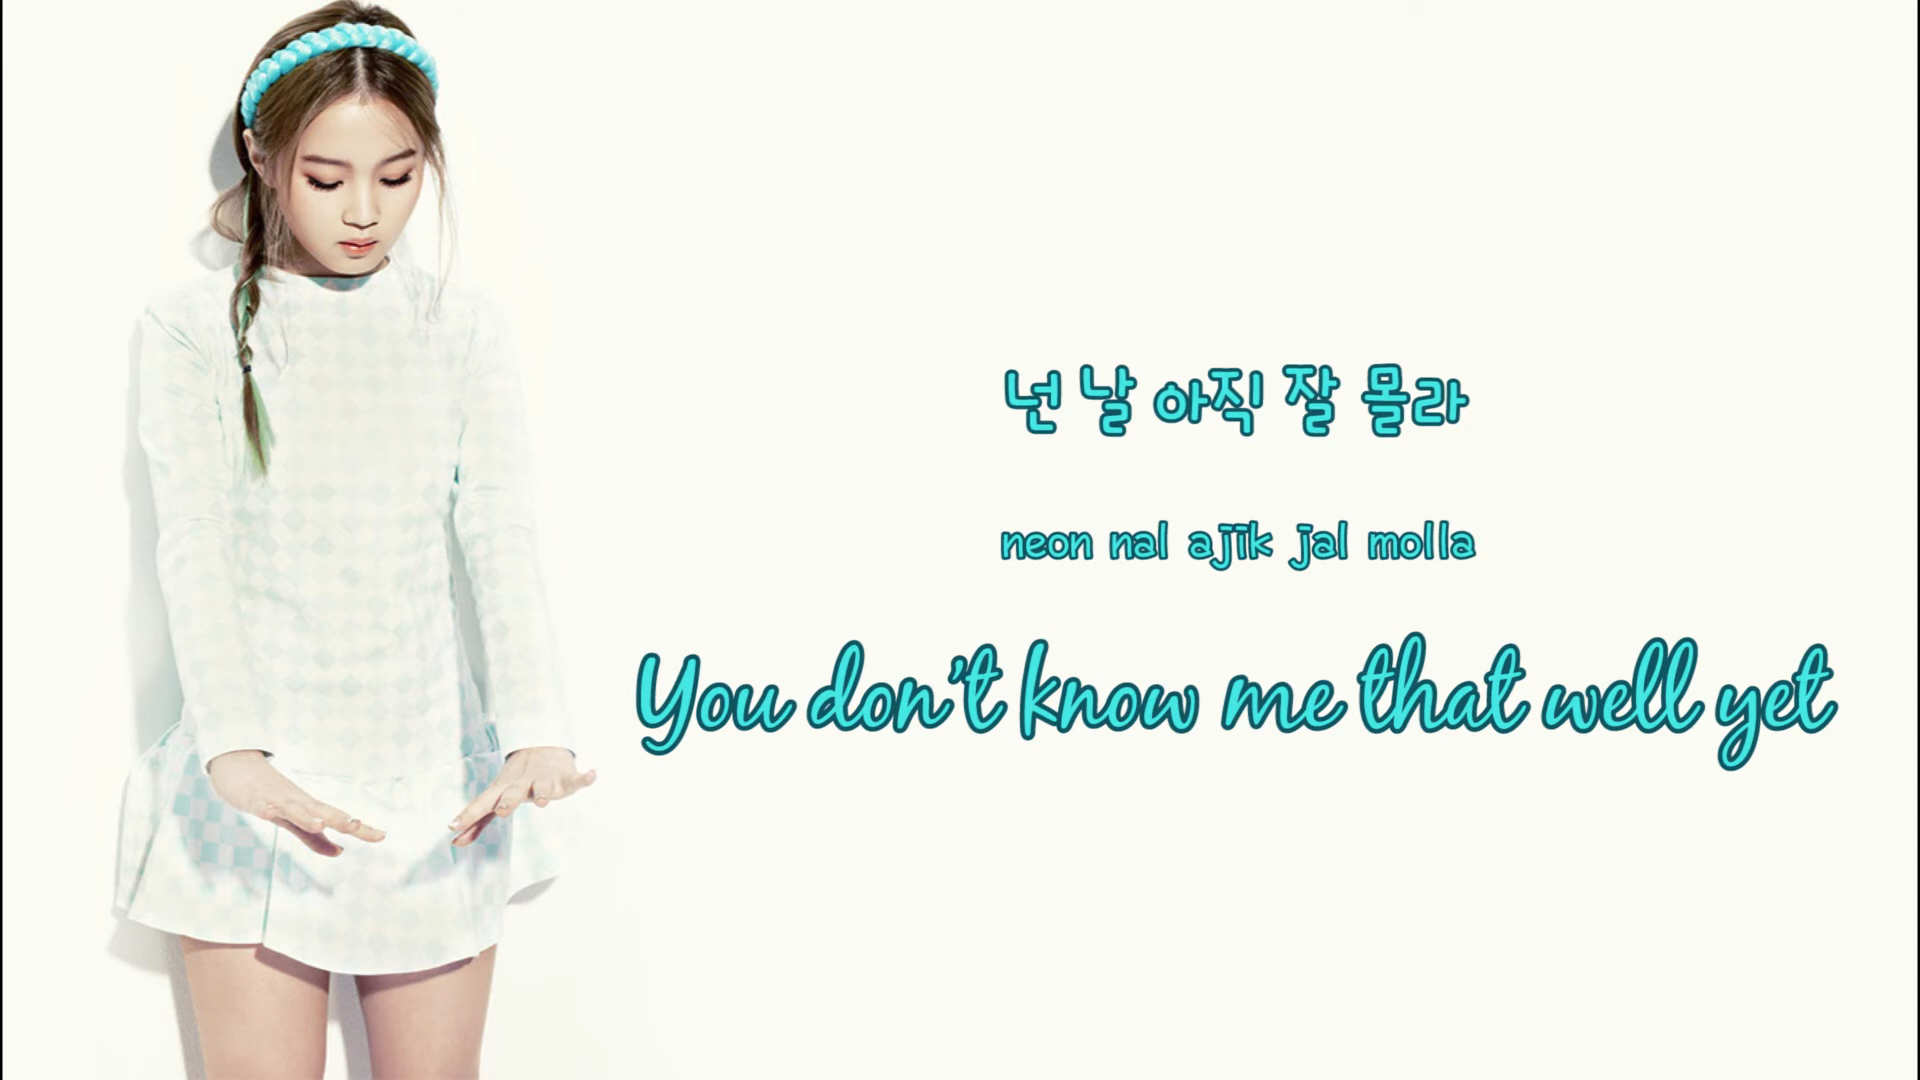 넌 날 아직 잘 몰라
neon nal ajik jal molla
You don't know me that well yet